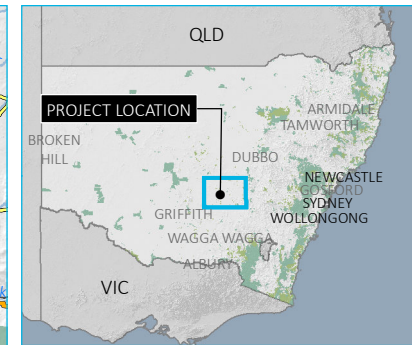 QLD
PROJECT LOCATION
ARMIDALE
TAMWORTH
BROKEN
HILL
DUBBO
NEWCASTLE
GOSFORD
SYDNEY
GRIFFITH
WOLLONGONG
WAGGA WAGGA
ALBURY
VIC